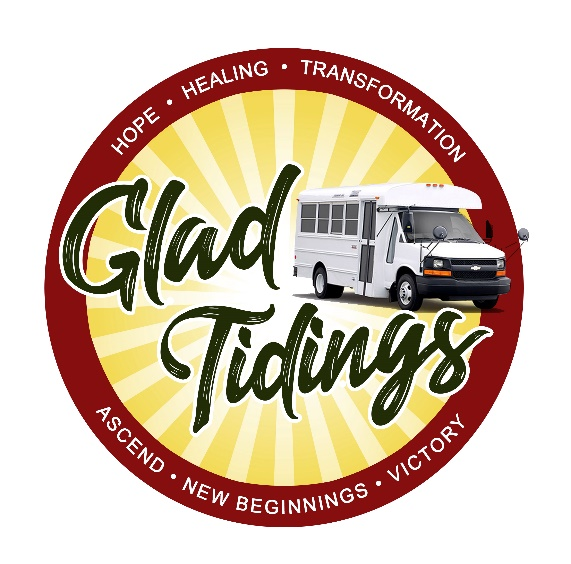 HOPE • HEALING • TRANSFORMATION
Glad
Tidings
ASCEND • NEW BEGINNINGS • VICTORY